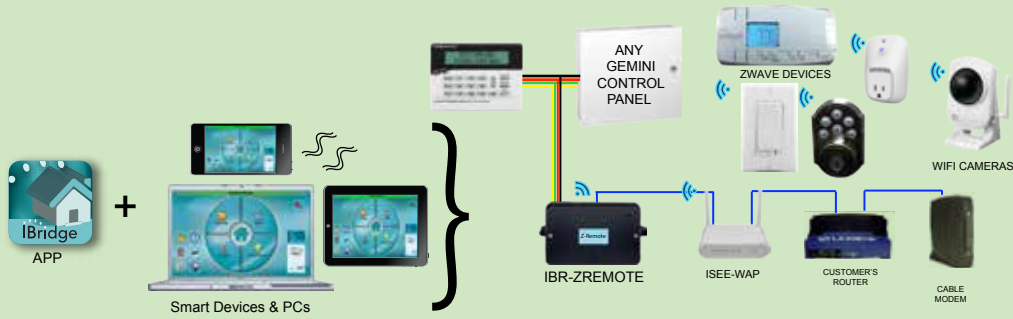 IBridge
APP
+
Smart Devices & PCs
ANY
GEMINI
CONTROL
PANEL
ZWAVE DEVICES
WIFI CAMERAS
Z-Remote
IBR-ZREMOTE
ISEE-WAP
CUSTOMER'S
ROUTER
CABLE
MODEM